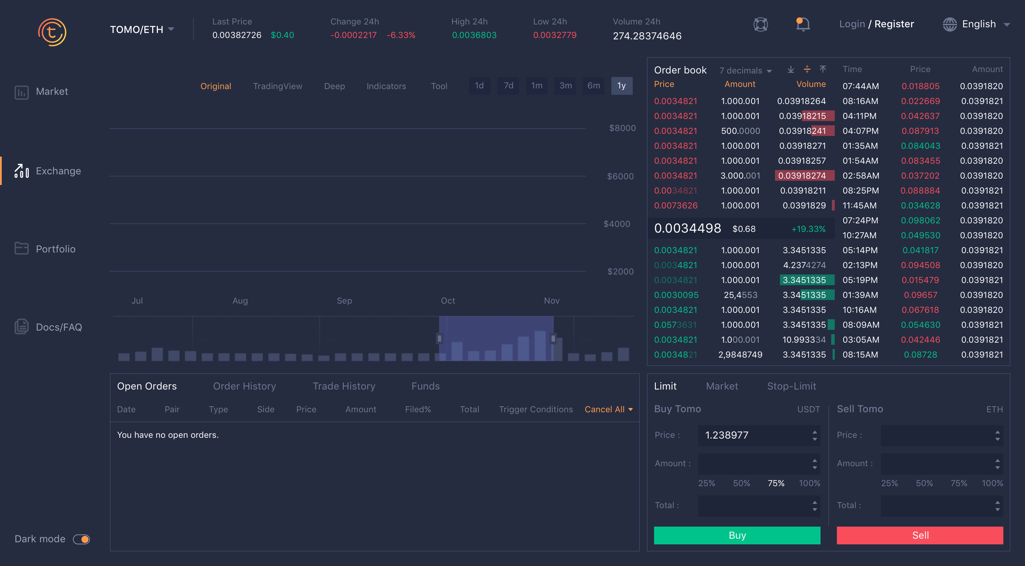 TOMO/ETH
Last Price
0.00382726 $0.40
Change 24h
-0.0002217 -6.33%
High 24h
0.0036803
Low 24h
0.0032779
Volume 24h
274.28374646
Login / Register
English
Market
Exchange
Portfolio
Docs/FAQ
Dark mode
Original TradingView Deep Indicators Tool 1d 7d 1m 3m 6m 1y
$8000
$6000
$4000
$2000
Jul Aug Sep Oct Nov
Order book 7 decimals
Price Amount Volume
0.0034821 1.000.001 0.03918264
0.0034821 1.000.001 0.03918215
0.0034821 500.0000 0.03918241
0.0034821 1.000.001 0.03918271
0.0034821 1.000.001 0.03918257
0.0034821 3.000.001 0.03918274
0.0034821 1.000.001 0.03918211
0.0073626 1.000.001 0.0391829
0.0034498 $0.68 +19.33%
0.0034821 1.000.001 3.3451335
0.0034821 1.000.001 4.2374274
0.0034821 1.000.001 3.3451335
0.0030095 25,4553 3.3451335
0.0034821 1.000.001 3.3451335
0.0573631 1.000.001 3.3451335
0.0034821 1.000.001 10.993334
0.0034821 2,9848749 3.3451335
Time Price Amount
07:44AM 0.018805 0.0391820
08:16AM 0.022669 0.0391821
04:11PM 0.042637 0.0391820
04:07PM 0.087913 0.0391820
01:35AM 0.084043 0.0391821
01:54AM 0.083455 0.0391820
02:58AM 0.037202 0.0391820
08:25PM 0.088884 0.0391821
11:45AM 0.034628 0.0391821
07:24PM 0.098062 0.0391820
10:27AM 0.049530 0.0391820
05:14PM 0.041817 0.0391821
02:13PM 0.094508 0.0391820
05:19PM 0.015479 0.0391820
01:39AM 0.09657 0.0391821
10:16AM 0.067618 0.0391820
08:09AM 0.054630 0.0391821
03:05AM 0.042446 0.0391820
08:15AM 0.08728 0.0391821
Open Orders Order History Trade History Funds
Date Pair Type Side Price Amount Filed% Total Trigger Conditions Cancel All
You have no open orders.
Limit Market Stop-Limit
Buy Tomo USDT
Price : 1.238977
Amount :
25% 50% 75% 100%
Total :
Buy
Sell Tomo ETH
Price :
Amount :
25% 50% 75% 100%
Total :
Sell